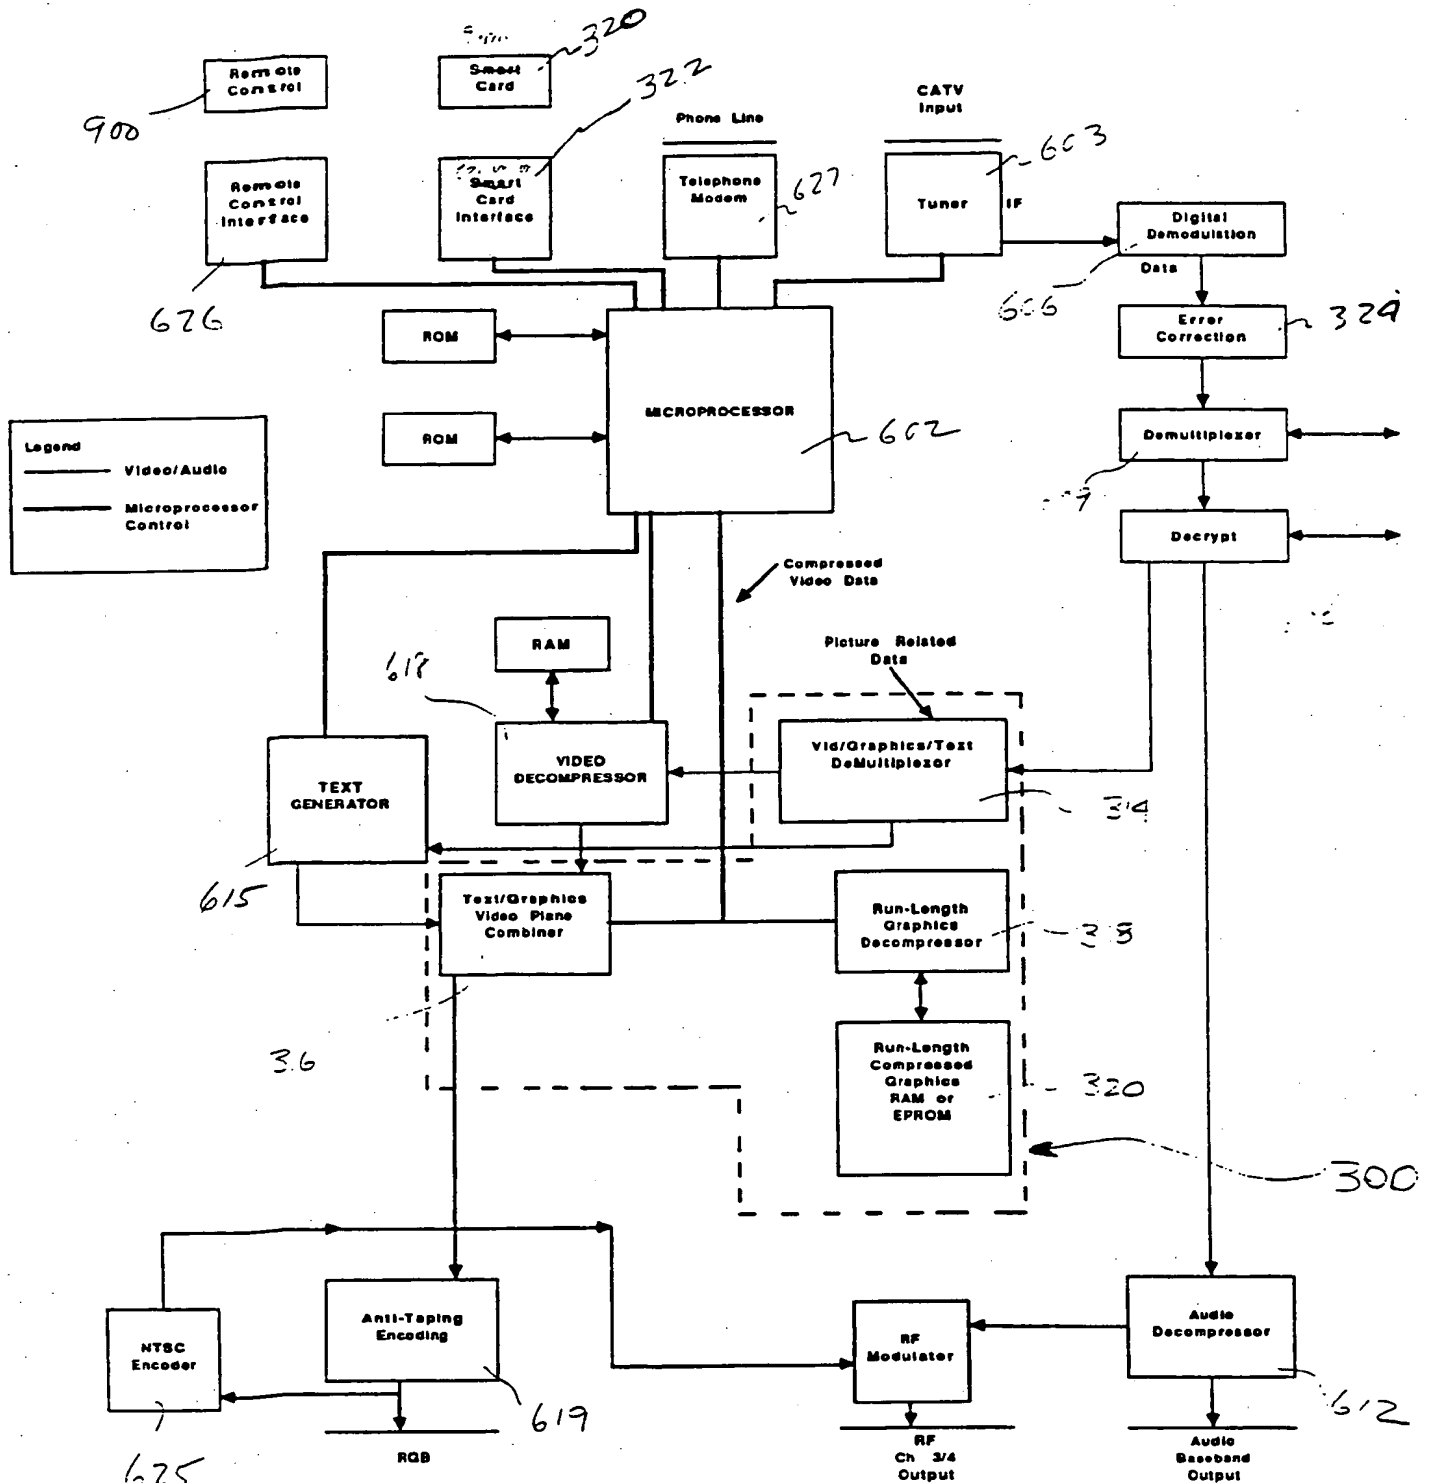 320
Remote
Control
Smart
Card
900
322
CATV
Input
Phone Line
603
Remote
Control
Interface
Smart
Card
Interface
Telephone
Modem
627
Tuner
IF
Digital
Demodulation
626
Data
606
ROM
Error
Correction
324
MICROPROCESSOR
602
ROM
Demultiplexer
Legend
Video/Audio
Microprocessor
Control
Decrypt
Compressed
Video Data
RAM
Picture Related
Data
618
Vid/Graphics/Text
DeMultiplexor
VIDEO
DECOMPRESSOR
TEXT
GENERATOR
314
615
Text/Graphics
Video Plane
Combiner
Run-Length
Graphics
Decompressor
Run-Length
Compressed
Graphics
RAM or
EPROM
320
300
Anti-Taping
Encoding
NTSC
Encoder
RF
Modulator
Audio
Decompressor
619
612
625
RGB
RF
Ch 3/4
Output
Audio
Baseband
Output